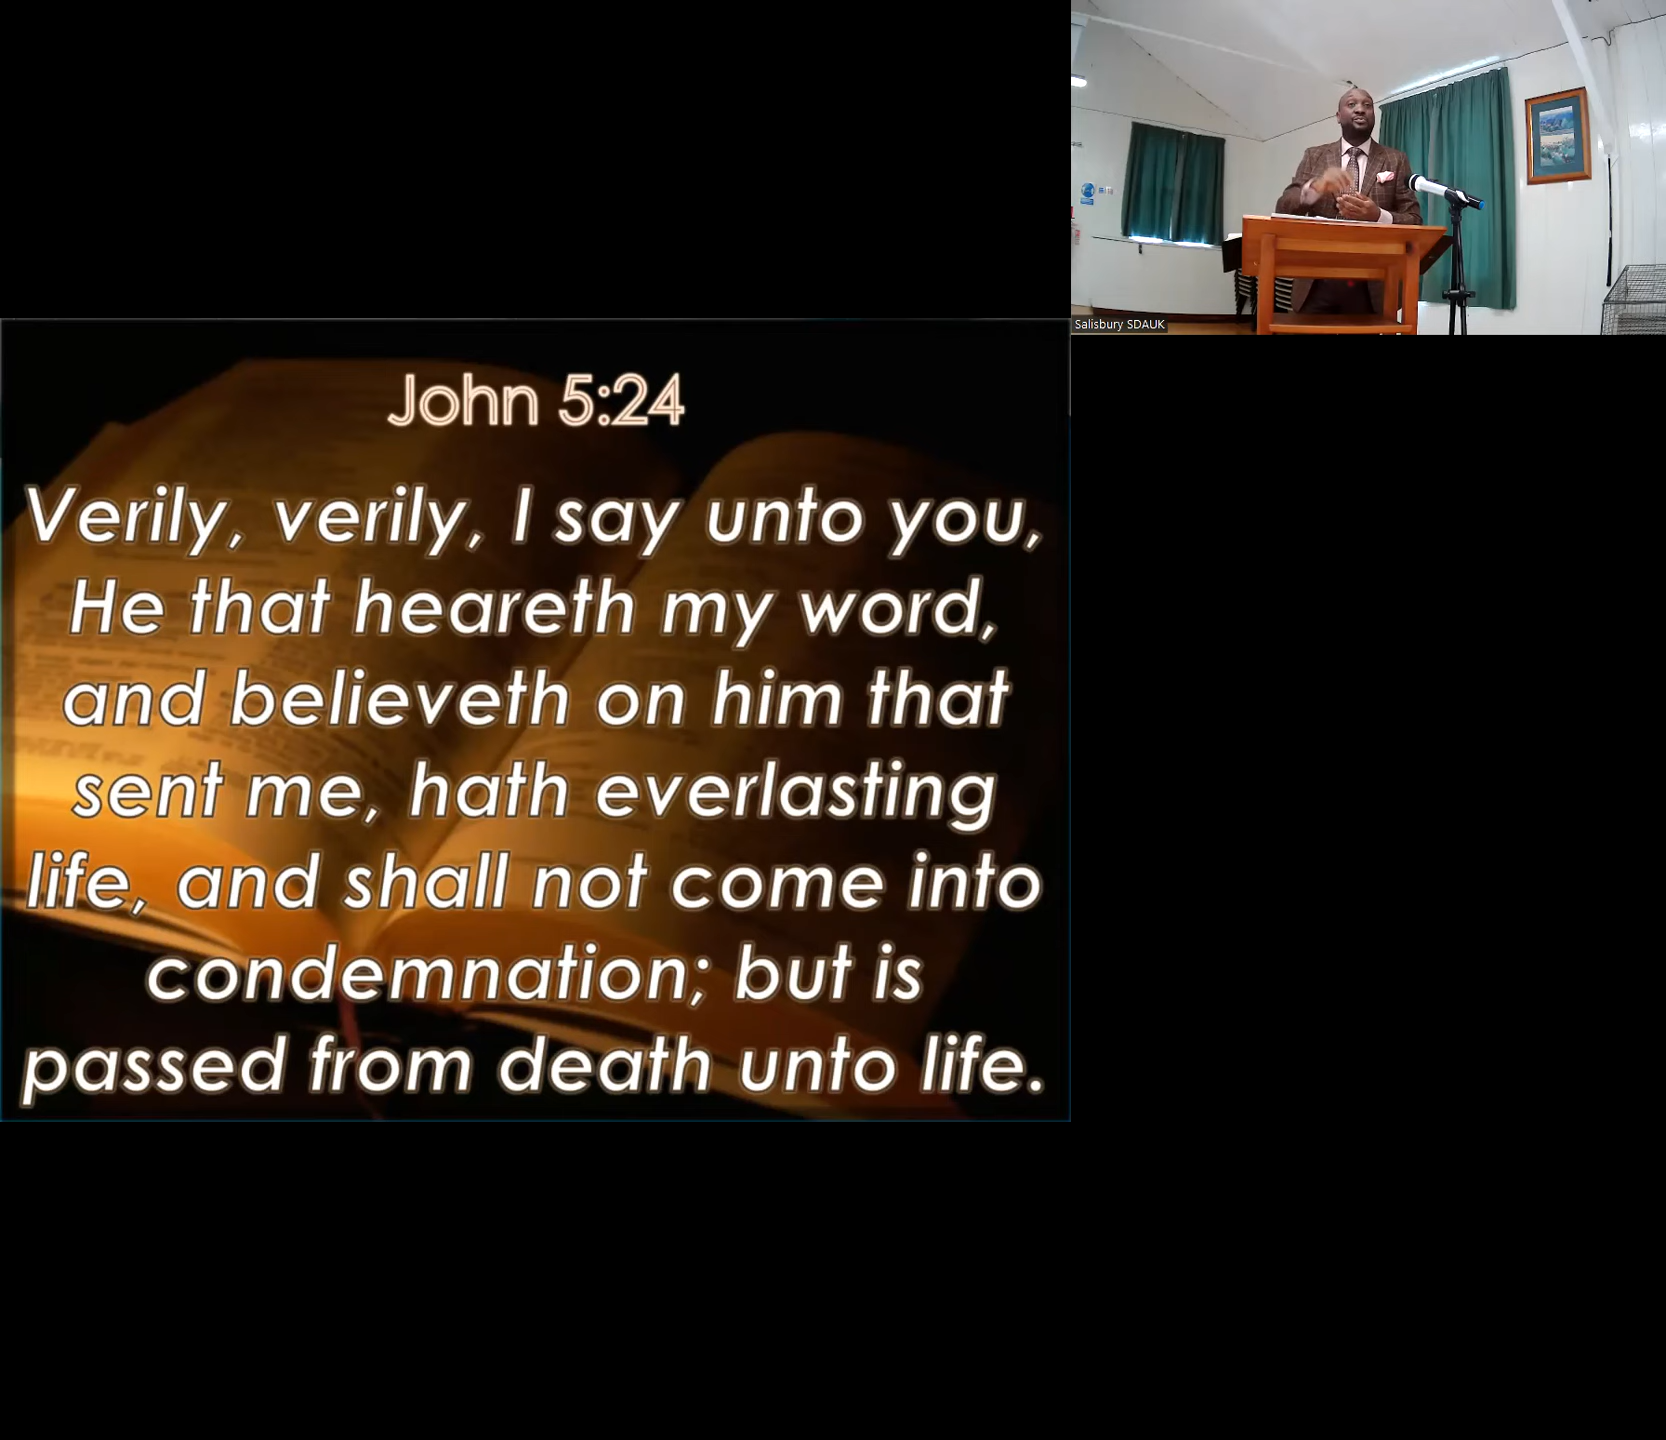 John 5:24
Verily, verily, I say unto you,
He that heareth my word,
and believeth on him that
sent me, hath everlasting
life, and shall not come into
condemnation; but is
passed from death unto life.
Salisbury SDAUK